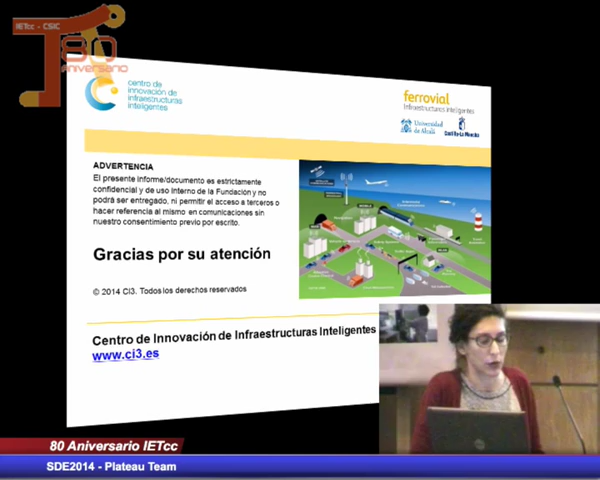 IETcc - CSIC
80
ANIVERSARIO
centro de
innovación de
infraestructuras
inteligentes
ferrovial
infraestructuras inteligentes
Universidad
de Alcalá
Castilla-La Mancha
ADVERTENCIA
El presente informe/documento es estrictamente
confidencial y de uso Interno de la Fundación y no
podrá ser entregado, ni permitir el acceso a terceros o
hacer referencia al mismo en comunicaciones sin
nuestro consentimiento previo por escrito.
Gracias por su atención
© 2014 CI3. Todos los derechos reservados
Centro de Innovación de Infraestructuras Inteligentes
www.ci3.es
80 Aniversario IETcc
SDE2014 - Plateau Team